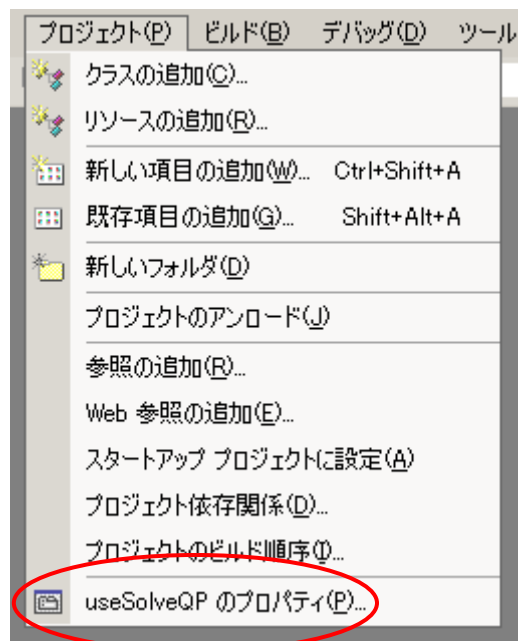 プロジェクト(P) ビルド(B) デバッグ(D) ツール
クラスの追加(C)...
リソースの追加(R)...
新しい項目の追加(W)... Ctrl+Shift+A
既存項目の追加(G)... Shift+Alt+A
新しいフォルダ(D)
プロジェクトのアンロード(J)
参照の追加(R)...
Web 参照の追加(E)...
スタートアップ プロジェクトに設定(A)
プロジェクト依存関係(D)...
プロジェクトのビルド順序(I)...
useSolveQP のプロパティ(P)...